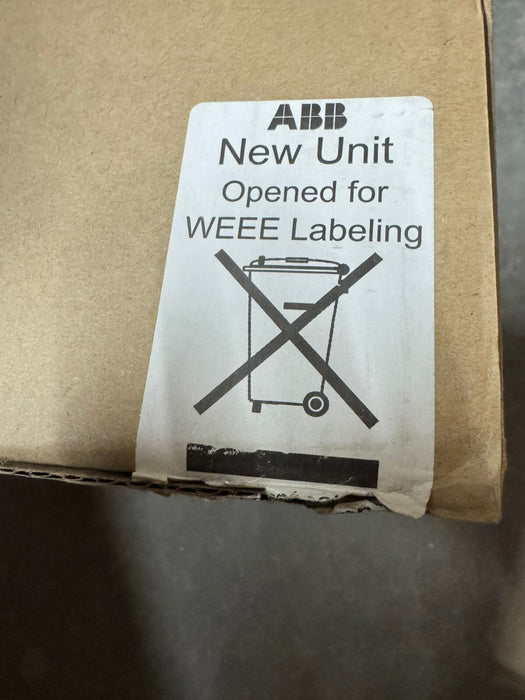 ABB
New Unit
Opened for
WEEE Labeling